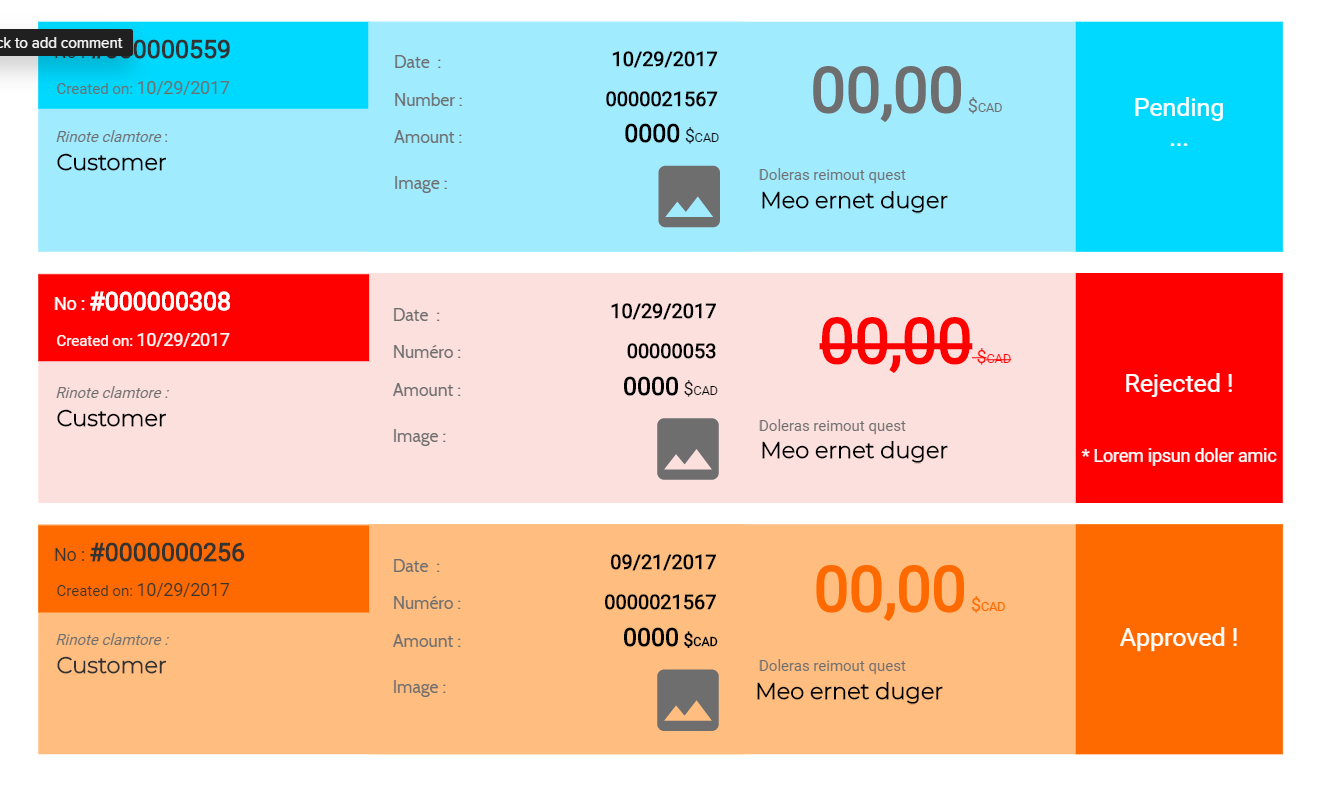 ck to add comment
0000559
Created on: 10/29/2017
Rinote clamtore :
Customer
Date :
10/29/2017
Number :
0000021567
Amount :
0000 $CAD
Image :
00,00 $CAD
Doleras reimout quest
Meo ernet duger
Pending
...
No : #000000308
Created on: 10/29/2017
Rinote clamtore :
Customer
Date :
10/29/2017
Numéro :
00000053
Amount :
0000 $CAD
Image :
00,00 $CAD
Doleras reimout quest
Meo ernet duger
Rejected !
* Lorem ipsun doler amic
No : #0000000256
Created on: 10/29/2017
Rinote clamtore :
Customer
Date :
09/21/2017
Numéro :
0000021567
Amount :
0000 $CAD
Image :
00,00 $CAD
Doleras reimout quest
Meo ernet duger
Approved !